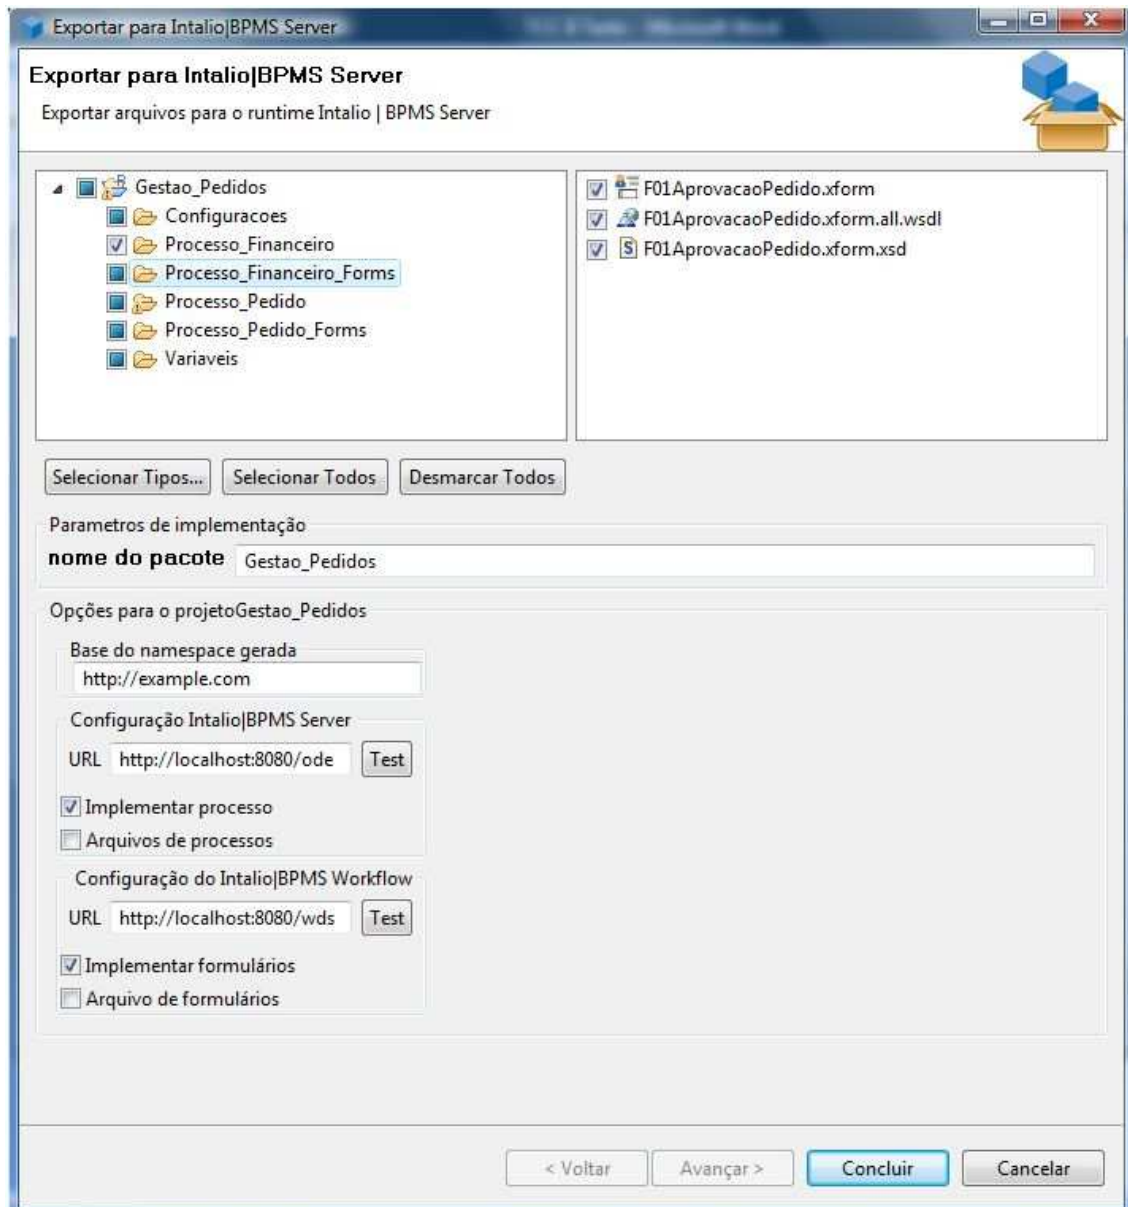 Exportar para Intalio|BPMS Server
Exportar para Intalio|BPMS Server
Exportar arquivos para o runtime Intalio | BPMS Server
Gestao_Pedidos
Configuracoes
Processo_Financeiro
Processo_Financeiro_Forms
Processo_Pedido
Processo_Pedido_Forms
Variaveis
F01AprovacaoPedido.xform
F01AprovacaoPedido.xform.all.wsdl
F01AprovacaoPedido.xform.xsd
Selecionar Tipos... Selecionar Todos Desmarcar Todos
Parametros de implementação
nome do pacote Gestao_Pedidos
Opções para o projetoGestao_Pedidos
Base do namespace gerada
http://example.com
Configuração Intalio|BPMS Server
URL http://localhost:8080/ode Test
Implementar processo
Arquivos de processos
Configuração do Intalio|BPMS Workflow
URL http://localhost:8080/wds Test
Implementar formulários
Arquivo de formulários
< Voltar Avançar > Concluir Cancelar